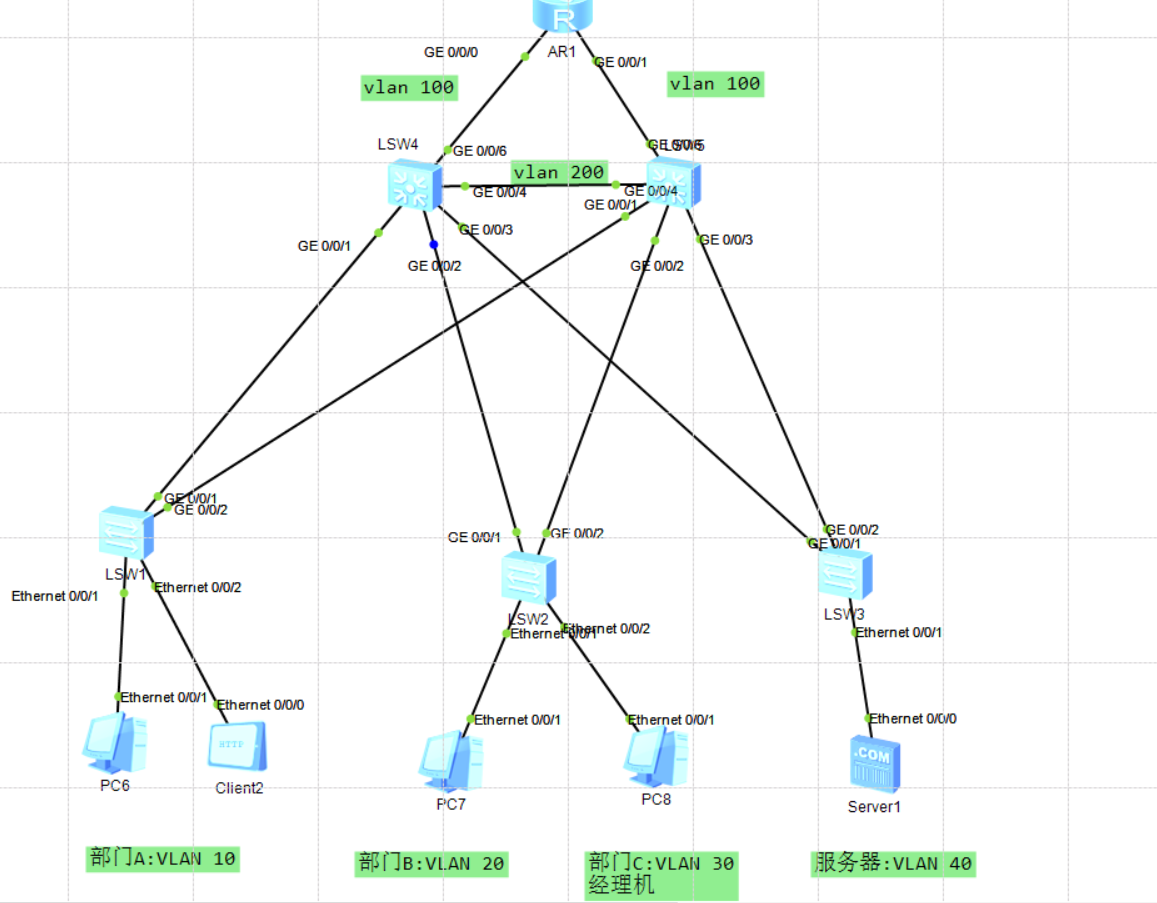 R
GE 0/0/0
AR1
GE 0/0/1
vlan 100
vlan 100
LSW4
GE 0/0/6
GE 0/0/6
vlan 200
GE 0/0/4
GE 0/0/4
GE 0/0/1
GE 0/0/1
GE 0/0/3
GE 0/0/3
GE 0/0/2
GE 0/0/2
GE 0/0/1
GE 0/0/2
GE 0/0/1
GE 0/0/2
GE 0/0/2
GE 0/0/1
LSW1
LSW2
LSW3
Ethernet 0/0/1
Ethernet 0/0/2
Ethernet 0/0/1
Ethernet 0/0/2
Ethernet 0/0/1
Ethernet 0/0/1
Ethernet 0/0/0
Ethernet 0/0/1
Ethernet 0/0/1
Ethernet 0/0/0
HTTP
.COM
PC6
Client2
PC7
PC8
Server1
部门A:VLAN 10
部门B:VLAN 20
部门C:VLAN 30
经理机
服务器:VLAN 40